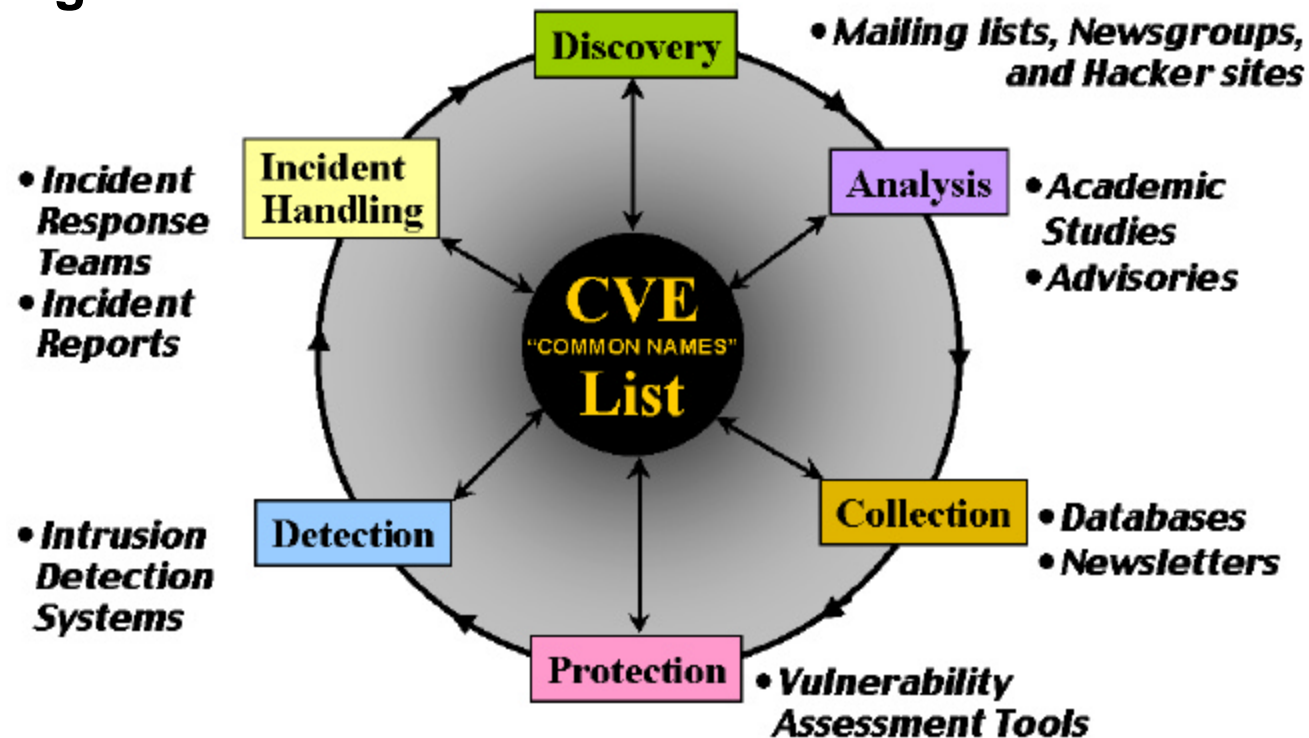 Discovery
•Mailing lists, Newsgroups,
and Hacker sites
Analysis
•Academic
Studies
•Advisories
Collection
•Databases
•Newsletters
Protection
•Vulnerability
Assessment Tools
Detection
•Intrusion
Detection
Systems
Incident
Handling
•Incident
Response
Teams
•Incident
Reports
CVE
“COMMON NAMES”
List